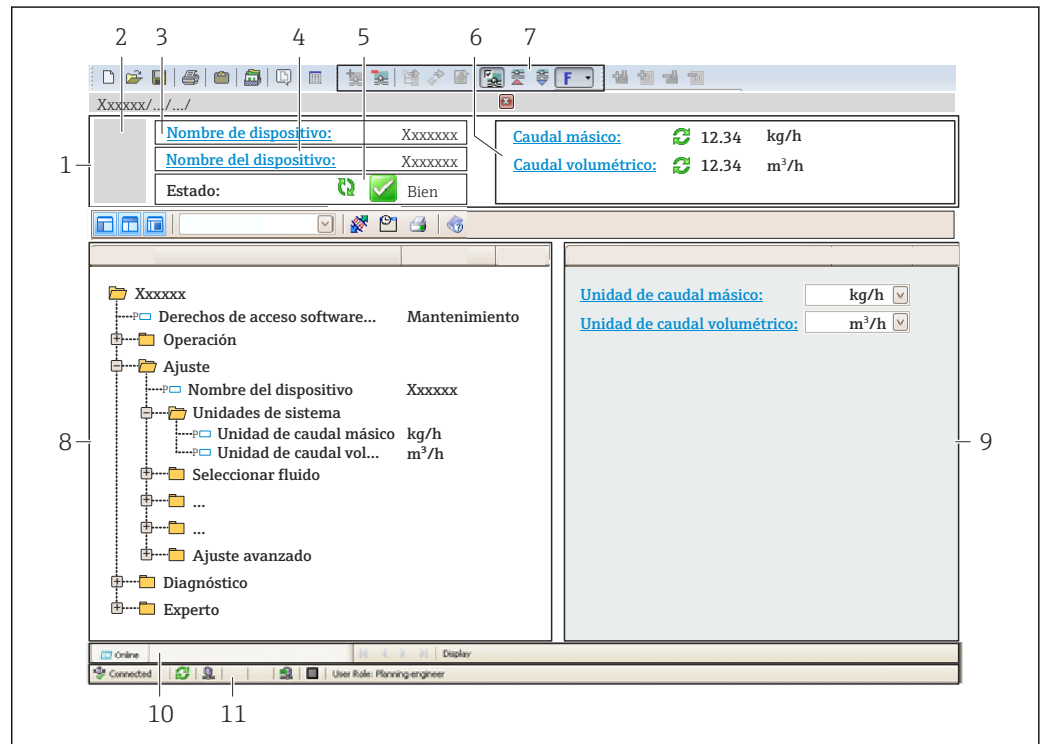 2 3 4 5 6 7
F
Xxxxxx/.../.../
1
Nombre de dispositivo: Xxxxxxx
Nombre del dispositivo: Xxxxxxx
Estado: Bien
Caudal másico: 12.34 kg/h
Caudal volumétrico: 12.34 m³/h
Xxxxxx
Derechos de acceso software... Mantenimiento
Operación
Ajuste
Nombre del dispositivo Xxxxxx
Unidades de sistema
Unidad de caudal másico kg/h
Unidad de caudal vol... m³/h
Seleccionar fluido
...
...
Ajuste avanzado
Diagnóstico
Experto
8
Unidad de caudal másico: kg/h
Unidad de caudal volumétrico: m³/h
9
Online Display
Connected User Role: Planning engineer
10 11